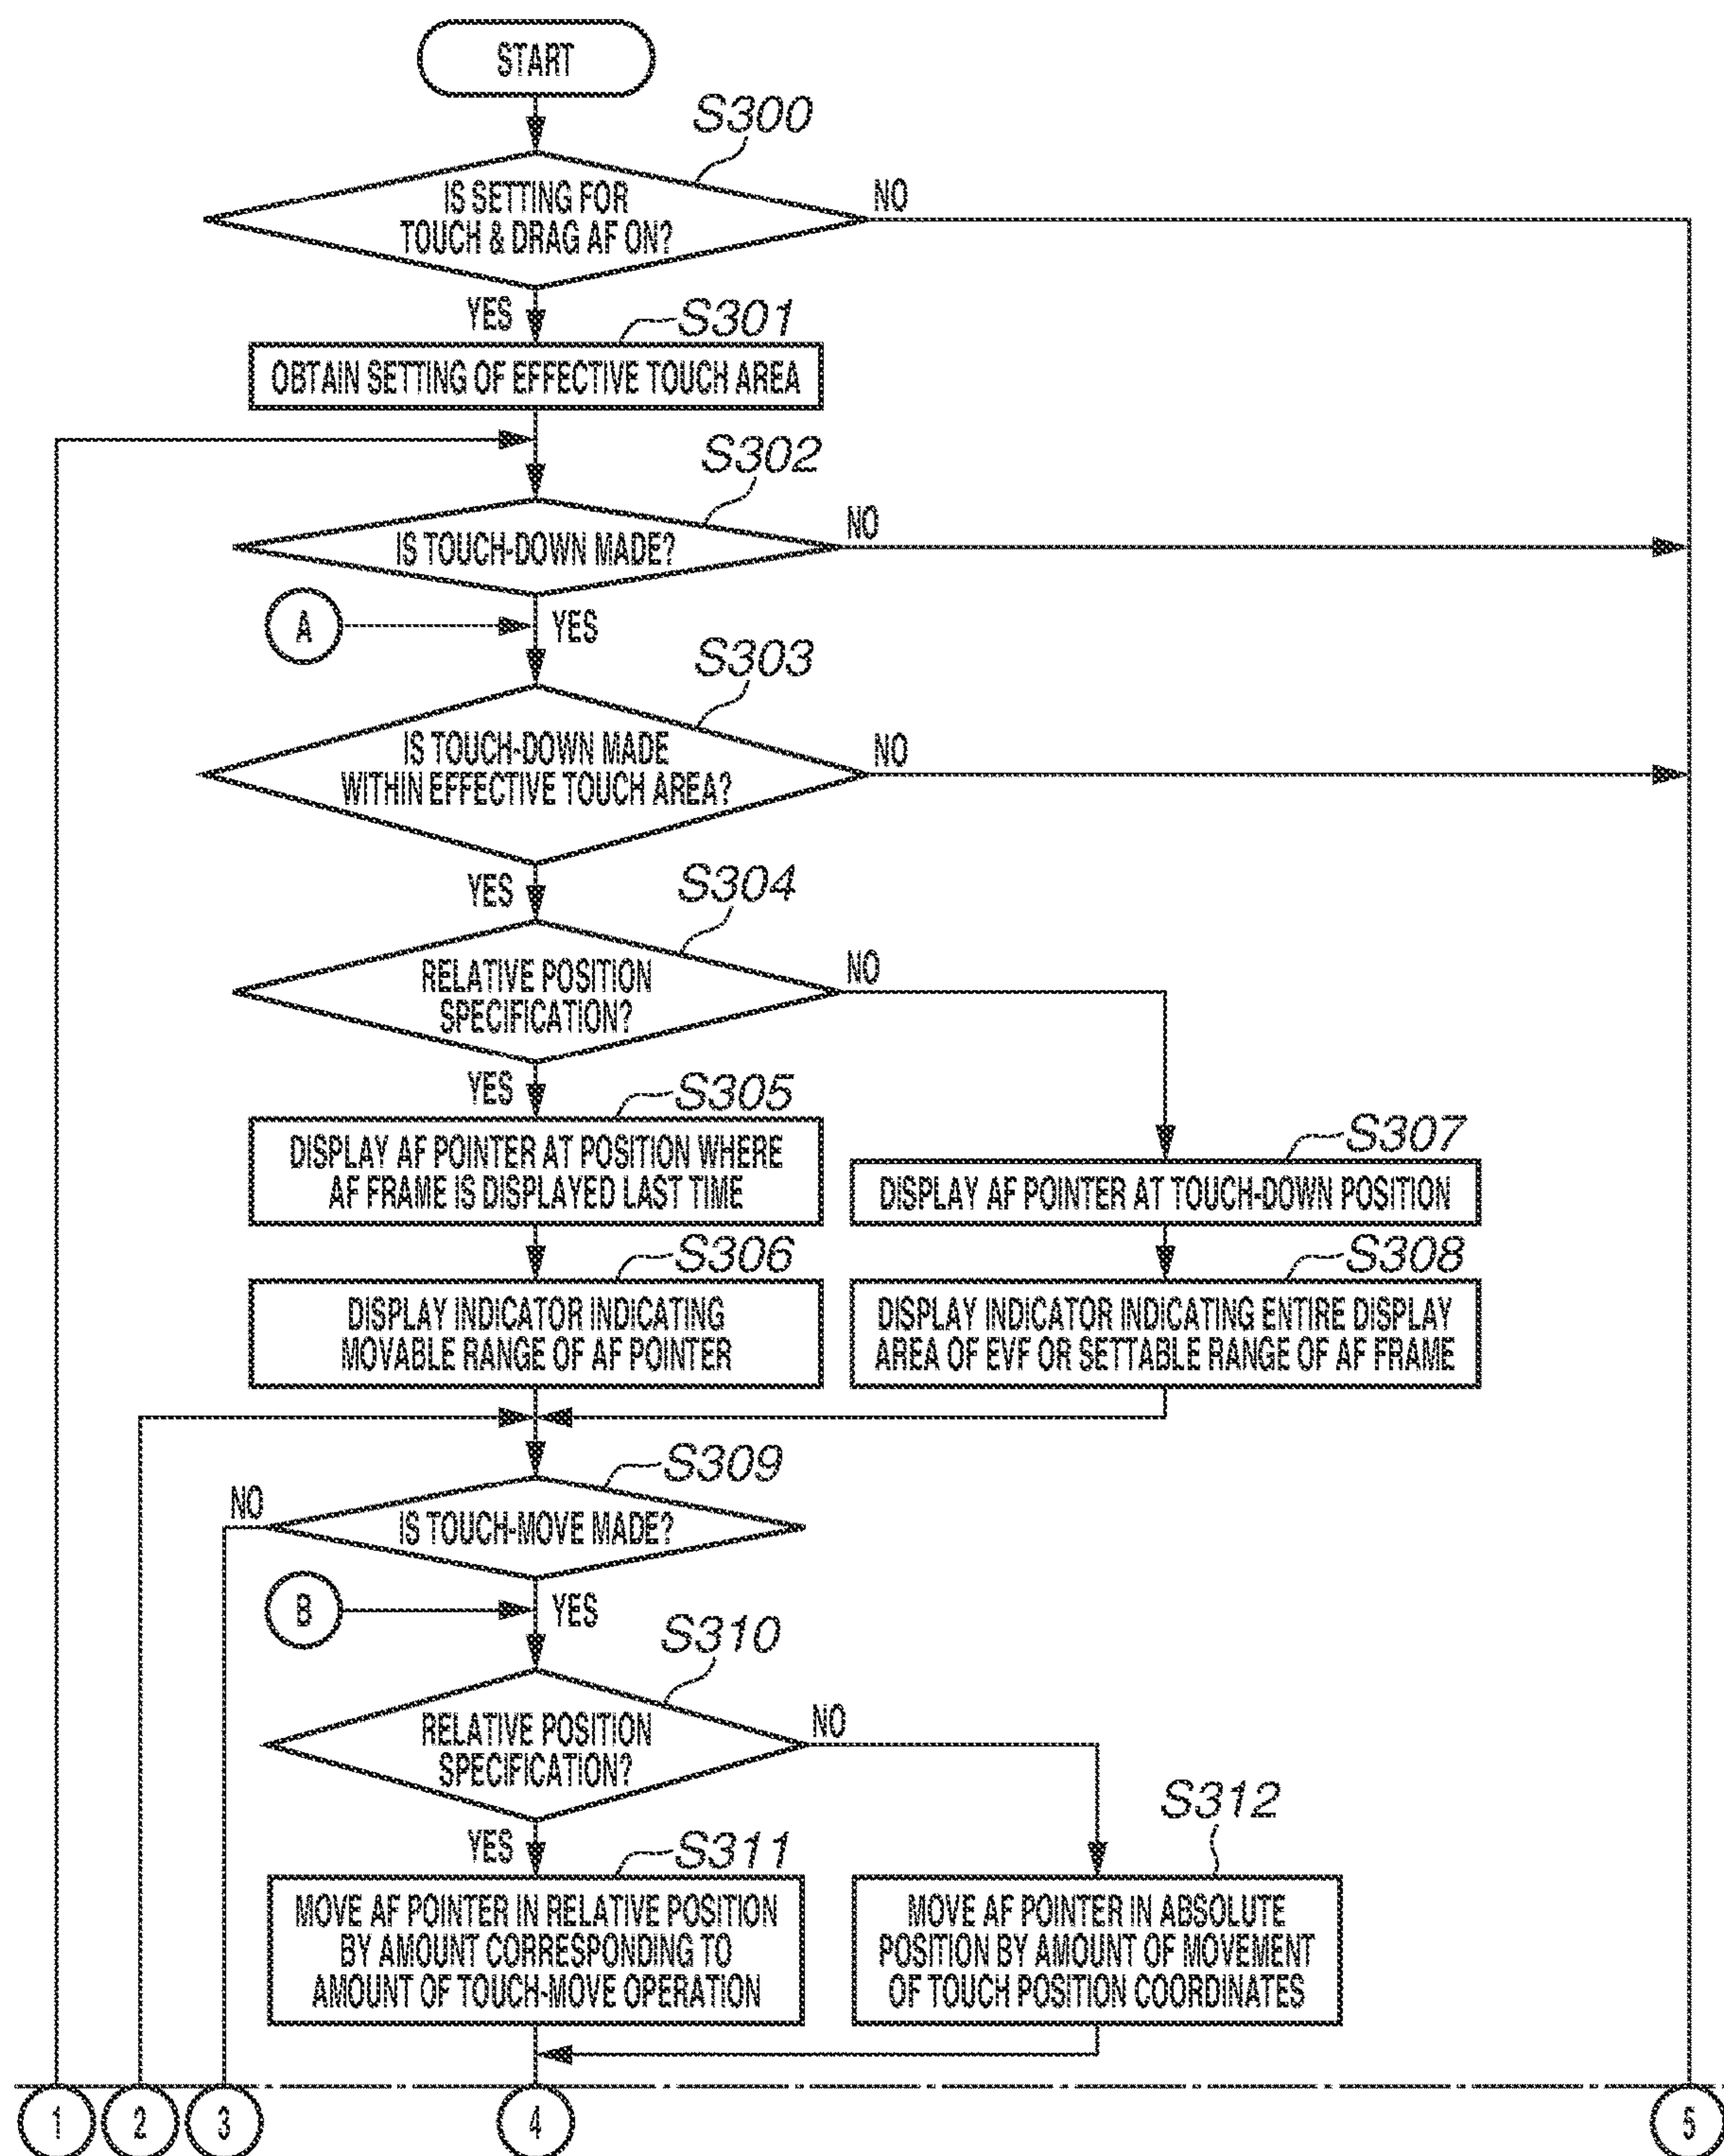 START
S300
IS SETTING FOR
TOUCH & DRAG AF ON?
NO
YES
S301
OBTAIN SETTING OF EFFECTIVE TOUCH AREA
S302
IS TOUCH-DOWN MADE?
NO
A
YES
S303
IS TOUCH-DOWN MADE
WITHIN EFFECTIVE TOUCH AREA?
NO
YES
S304
RELATIVE POSITION
SPECIFICATION?
NO
YES
S305
DISPLAY AF POINTER AT POSITION WHERE
AF FRAME IS DISPLAYED LAST TIME
S307
DISPLAY AF POINTER AT TOUCH-DOWN POSITION
S306
DISPLAY INDICATOR INDICATING
MOVABLE RANGE OF AF POINTER
S308
DISPLAY INDICATOR INDICATING ENTIRE DISPLAY
AREA OF EVF OR SETTABLE RANGE OF AF FRAME
S309
NO
IS TOUCH-MOVE MADE?
B
YES
S310
RELATIVE POSITION
SPECIFICATION?
NO
YES
S311
MOVE AF POINTER IN RELATIVE POSITION
BY AMOUNT CORRESPONDING TO
AMOUNT OF TOUCH-MOVE OPERATION
S312
MOVE AF POINTER IN ABSOLUTE
POSITION BY AMOUNT OF MOVEMENT
OF TOUCH POSITION COORDINATES
1
2
3
4
5